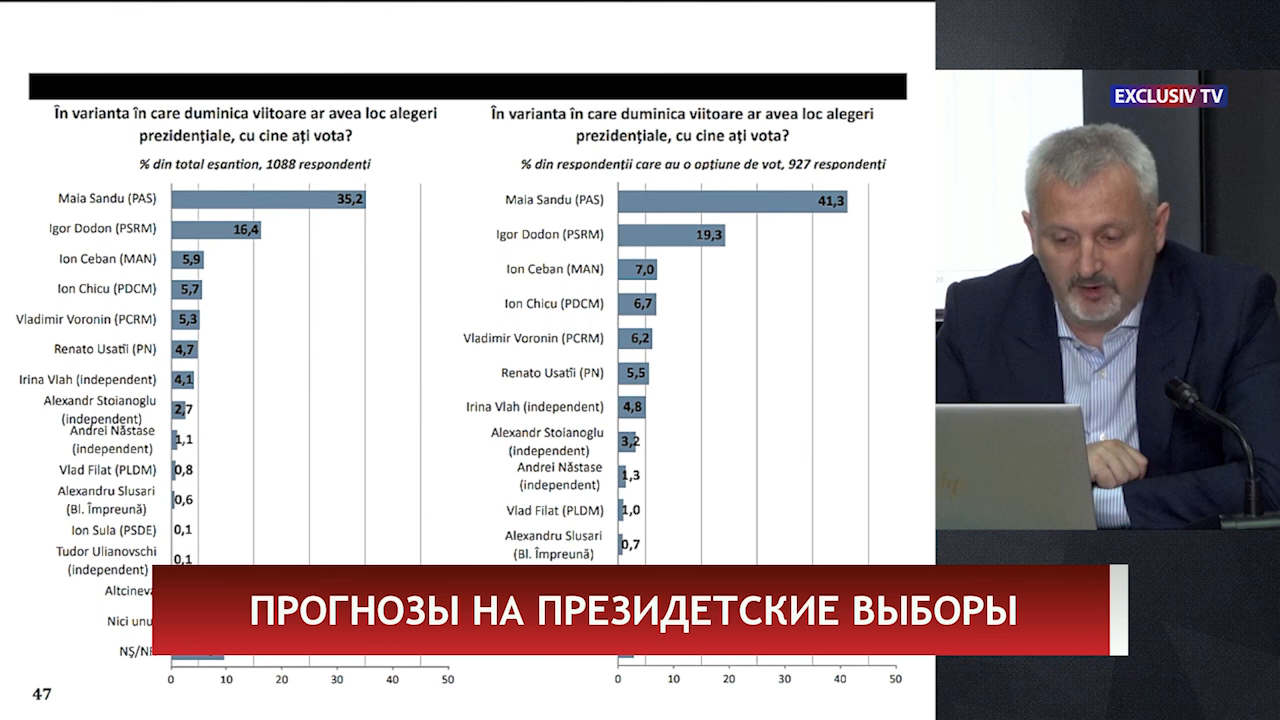 În varianta în care duminica viitoare ar avea loc alegeri
prezidențiale, cu cine ați vota?
% din total eșantion, 1088 respondenți
Maia Sandu (PAS) 35,2
Igor Dodon (PSRM) 16,4
Ion Ceban (MAN) 5,9
Ion Chicu (PDCM) 5,7
Vladimir Voronin (PCRM) 5,3
Renato Usatîi (PN) 4,7
Irina Vlah (independent) 4,1
Alexandr Stoianoglu
(independent) 2,7
Andrei Năstase
(independent) 1,1
Vlad Filat (PLDM) 0,8
Alexandru Slusari
(Bl. Împreună) 0,6
Ion Sula (PSDE) 0,1
Tudor Ulianovschi
(independent) 0,1
Altcineva
Nici unu
NȘ/NR
0 10 20 30 40 50
47
În varianta în care duminica viitoare ar avea loc alegeri
prezidențiale, cu cine ați vota?
% din respondenții care au o opțiune de vot, 927 respondenți
Maia Sandu (PAS) 41,3
Igor Dodon (PSRM) 19,3
Ion Ceban (MAN) 7,0
Ion Chicu (PDCM) 6,7
Vladimir Voronin (PCRM) 6,2
Renato Usatîi (PN) 5,5
Irina Vlah (independent) 4,8
Alexandr Stoianoglu
(independent) 3,2
Andrei Năstase
(independent) 1,3
Vlad Filat (PLDM) 1,0
Alexandru Slusari
(Bl. Împreună) 0,7
0 10 20 30 40 50
EXCLUSIV TV
ПРОГНОЗЫ НА ПРЕЗИДЕТСКИЕ ВЫБОРЫ